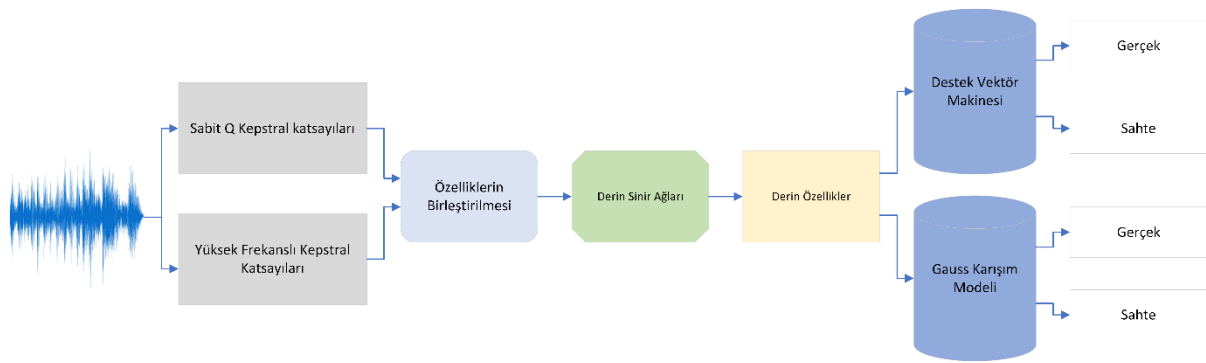 Sabit Q Kepstral katsayıları
Yüksek Frekanslı Kepstral
Katsayıları
Özelliklerin
Birleştirilmesi
Derin Sinir Ağları
Derin Özellikler
Destek Vektör
Makinesi
Gerçek
Sahte
Gauss Karışım
Modeli
Gerçek
Sahte